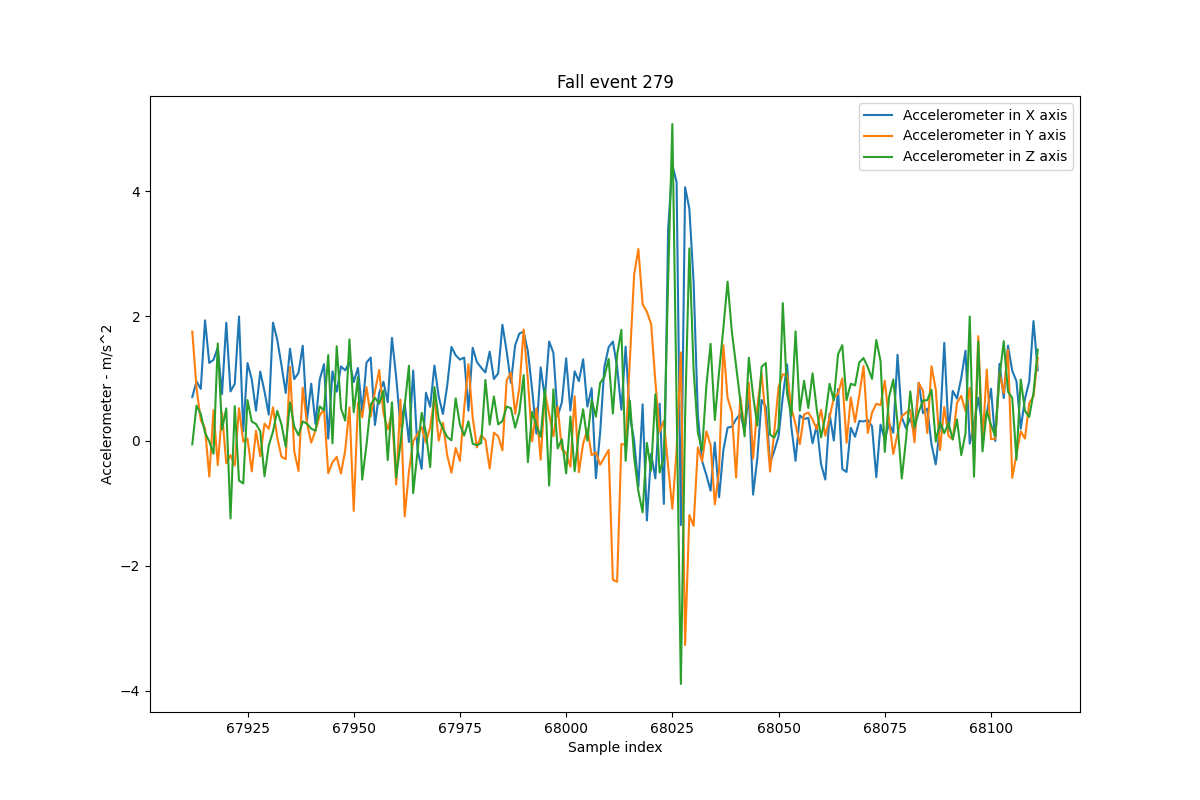 Fall event 279
Accelerometer in X axis
Accelerometer in Y axis
Accelerometer in Z axis
Accelerometer - m/s^2
4
2
0
−2
−4
67925 67950 67975 68000 68025 68050 68075 68100
Sample index